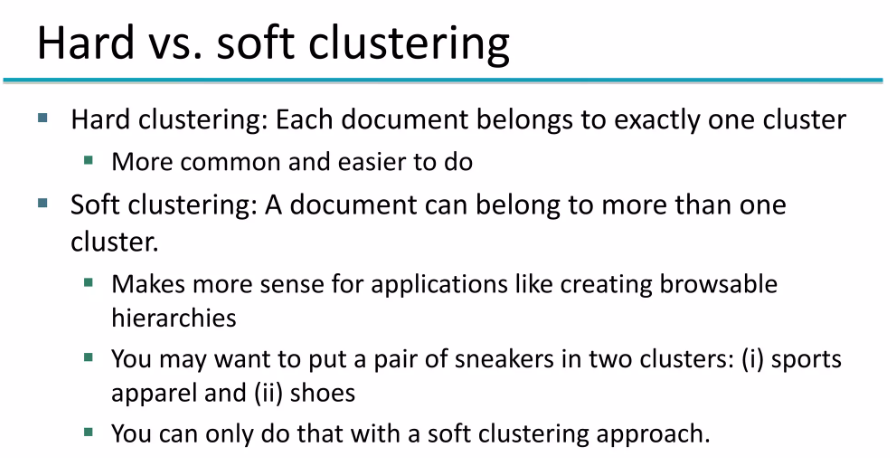 Hard vs. soft clustering
Hard clustering: Each document belongs to exactly one cluster
More common and easier to do
Soft clustering: A document can belong to more than one
cluster.
Makes more sense for applications like creating browsable
hierarchies
You may want to put a pair of sneakers in two clusters: (i) sports
apparel and (ii) shoes
You can only do that with a soft clustering approach.